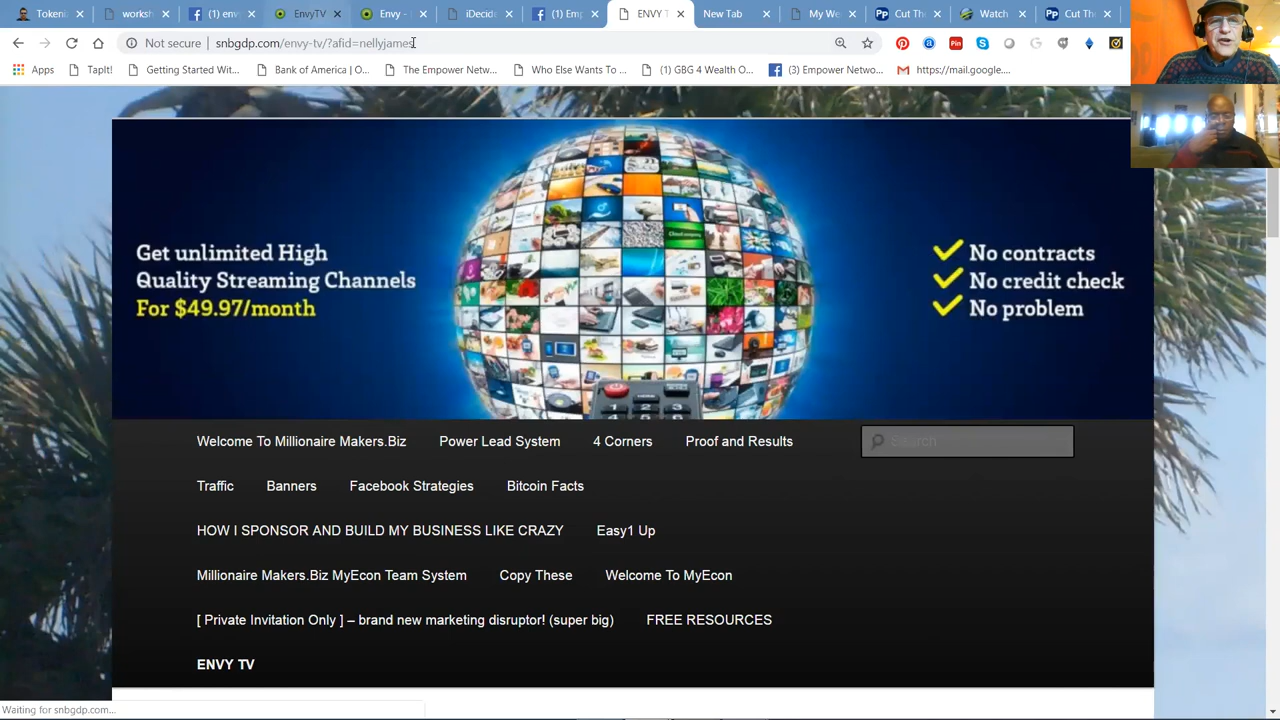 Tokeni
worksh
(1) env
EnvyTV
Envy -
iDecide
(1) Emp
ENVY T
New Tab
My We
Cut The
Watch
Cut The
Not secure | snbgdp.com/envy-tv/?afid=nellyjames
Apps
TapIt!
Getting Started Wit...
Bank of America | O...
The Empower Netw...
Who Else Wants To ...
(1) GBG 4 Wealth O...
(3) Empower Netwo...
https://mail.google....
Get unlimited High
Quality Streaming Channels
For $49.97/month
No contracts
No credit check
No problem
Welcome To Millionaire Makers.Biz
Power Lead System
4 Corners
Proof and Results
Search
Traffic
Banners
Facebook Strategies
Bitcoin Facts
HOW I SPONSOR AND BUILD MY BUSINESS LIKE CRAZY
Easy1 Up
Millionaire Makers.Biz MyEcon Team System
Copy These
Welcome To MyEcon
[ Private Invitation Only ] – brand new marketing disruptor! (super big)
FREE RESOURCES
ENVY TV
Waiting for snbgdp.com...